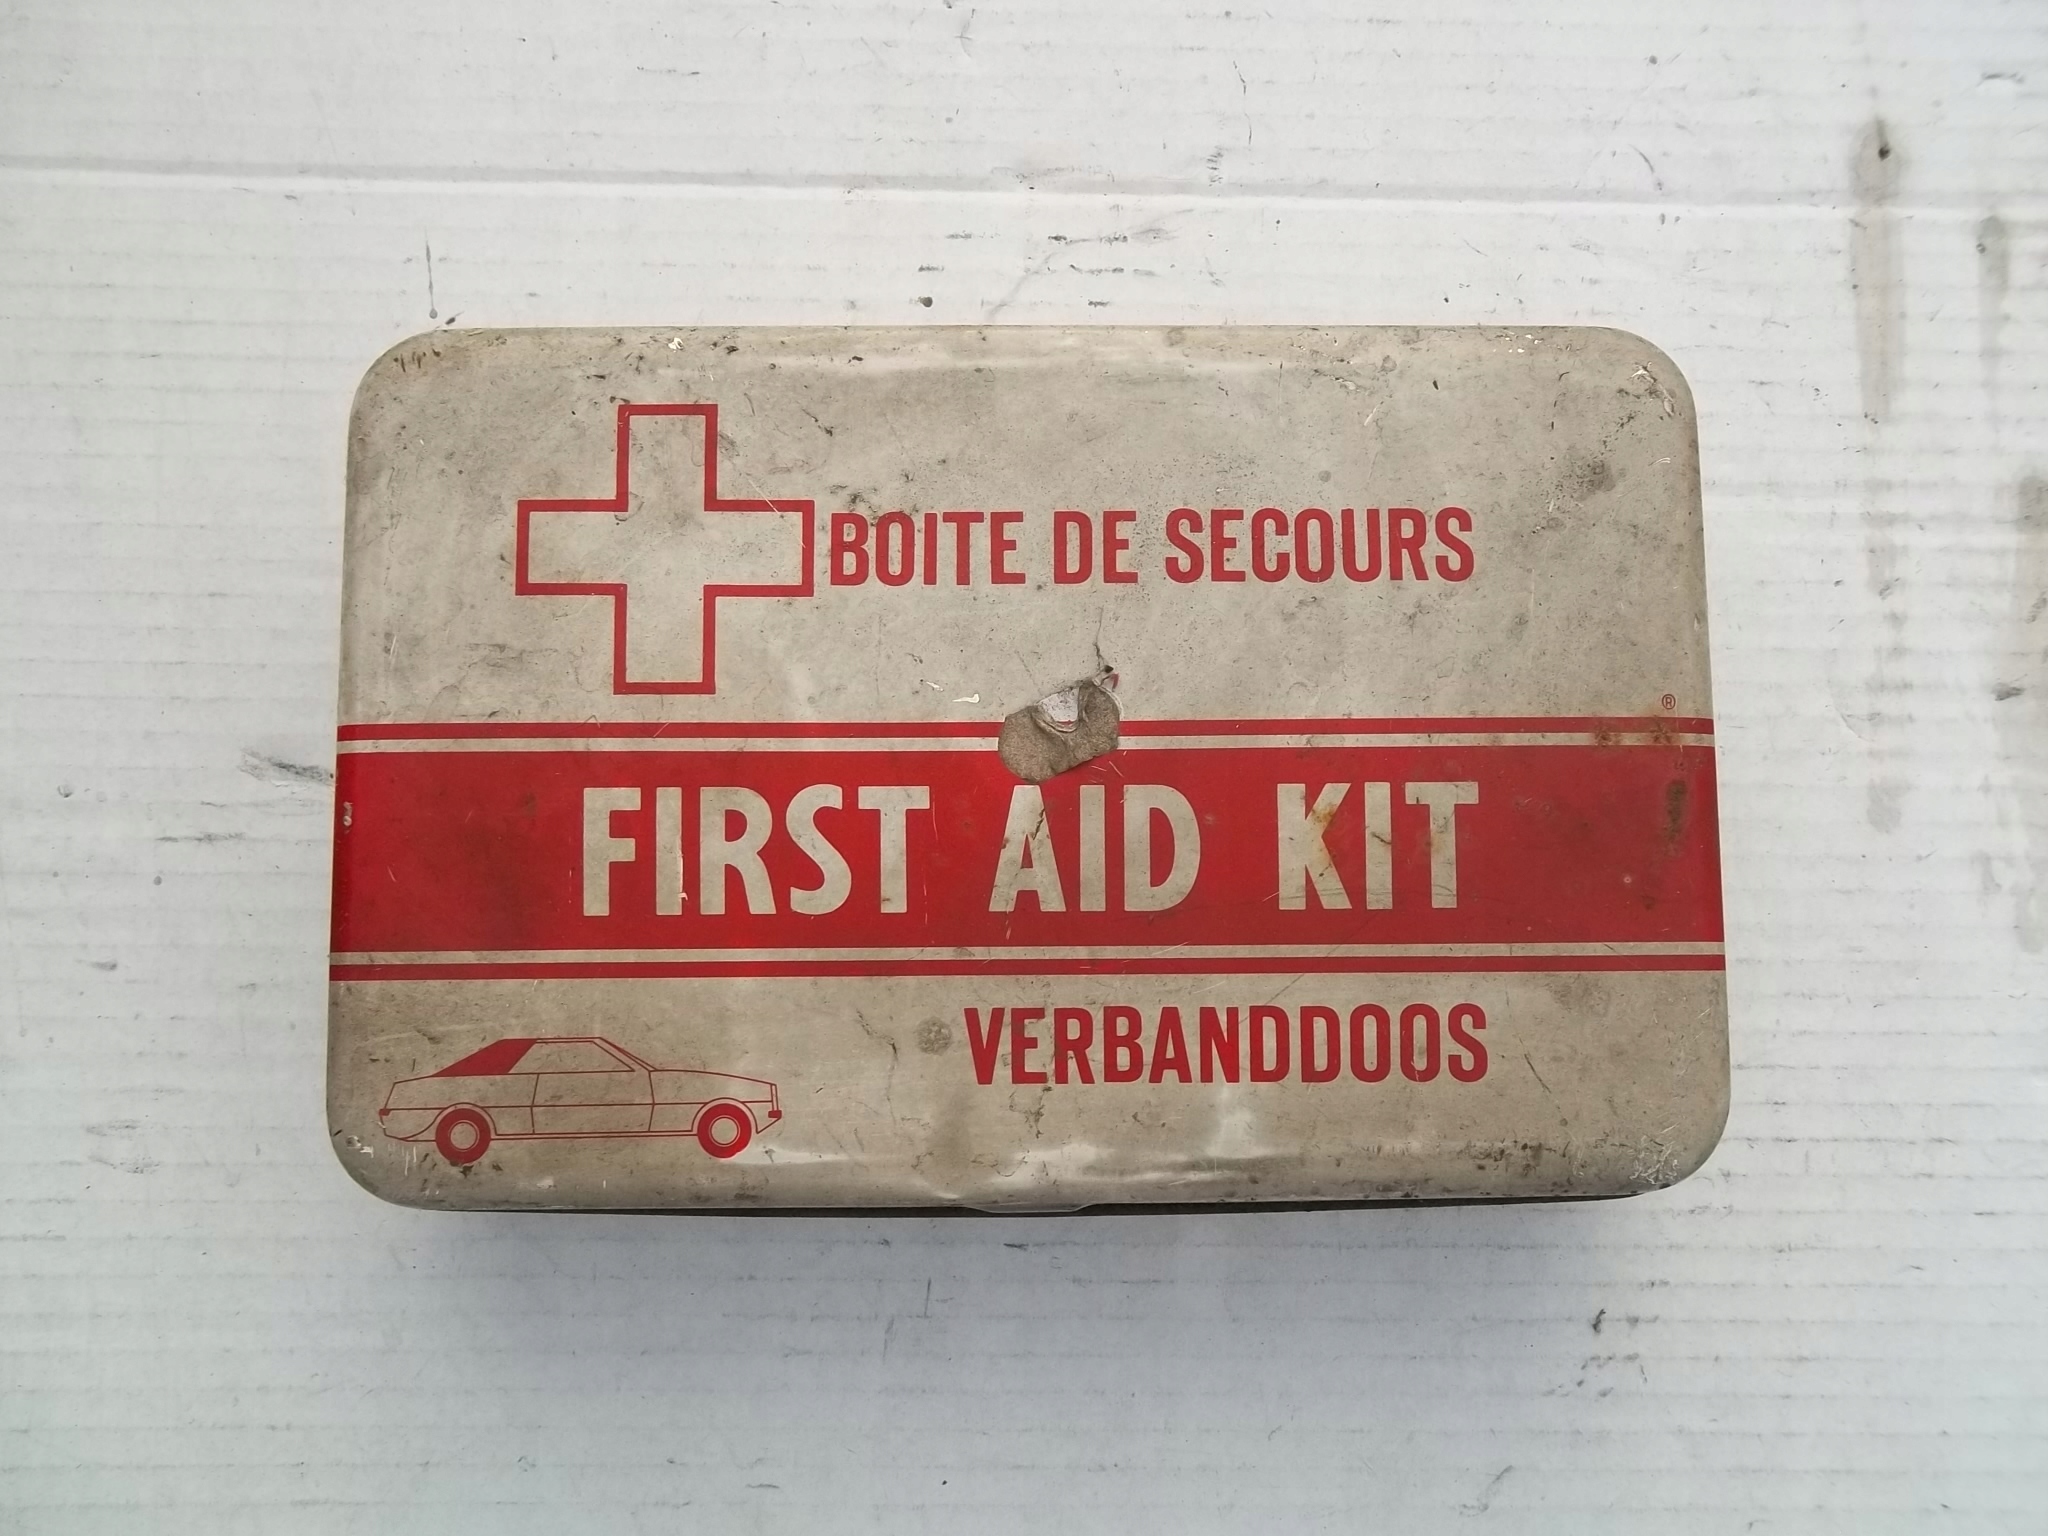 BOITE DE SECOURS
®
FIRST AID KIT
VERBANDDOOS